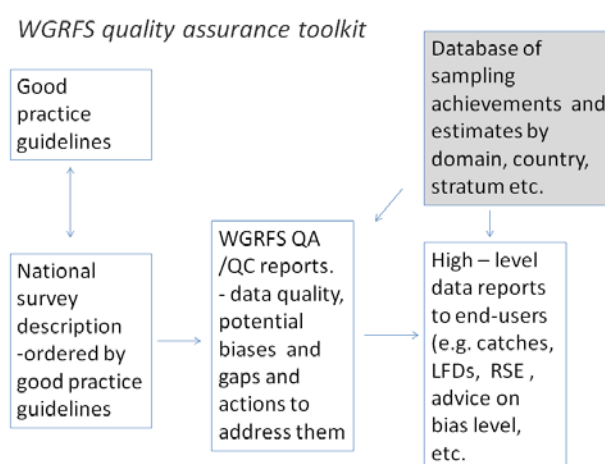 WGRFS quality assurance toolkit
Good
practice
guidelines
Database of
sampling
achievements and
estimates by
domain, country,
stratum etc.
National
survey
description
-ordered by
good practice
guidelines
WGRFS QA
/QC reports.
- data quality,
potential
biases and
gaps and
actions to
address them
High – level
data reports
to end-users
(e.g. catches,
LFDs, RSE ,
advice on
bias level,
etc.